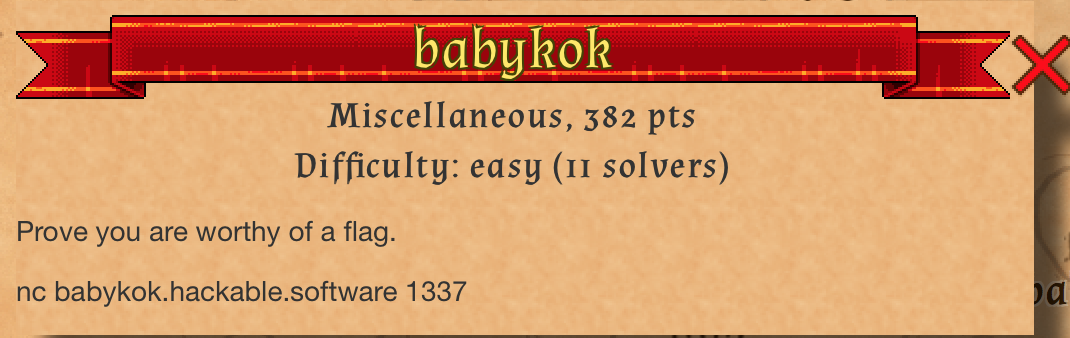 babykok
Miscellaneous, 382 pts
Difficulty: easy (11 solvers)
Prove you are worthy of a flag.
nc babykok.hackable.software 1337